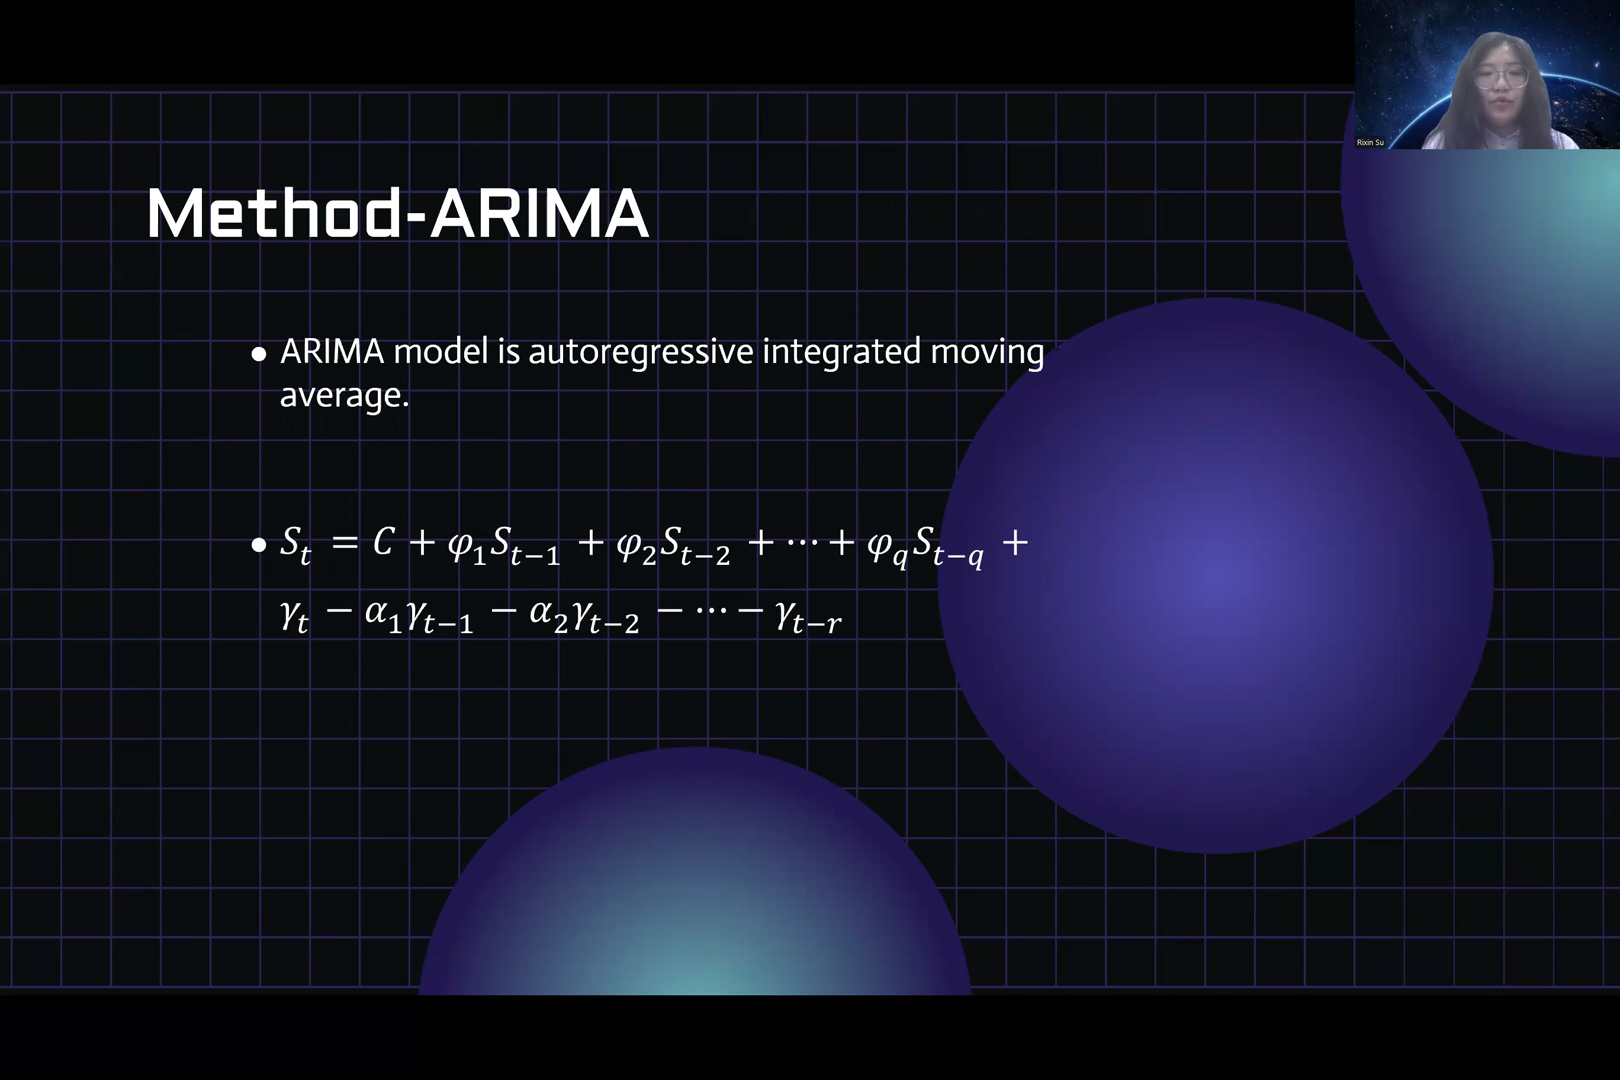 Rixin Su
Method-ARIMA
● ARIMA model is autoregressive integrated moving
average.
● S_t = C + φ_1S_{t−1} + φ_2S_{t−2} + ⋯ + φ_qS_{t−q} +
γ_t − α_1γ_{t−1} − α_2γ_{t−2} − ⋯ − γ_{t−r}